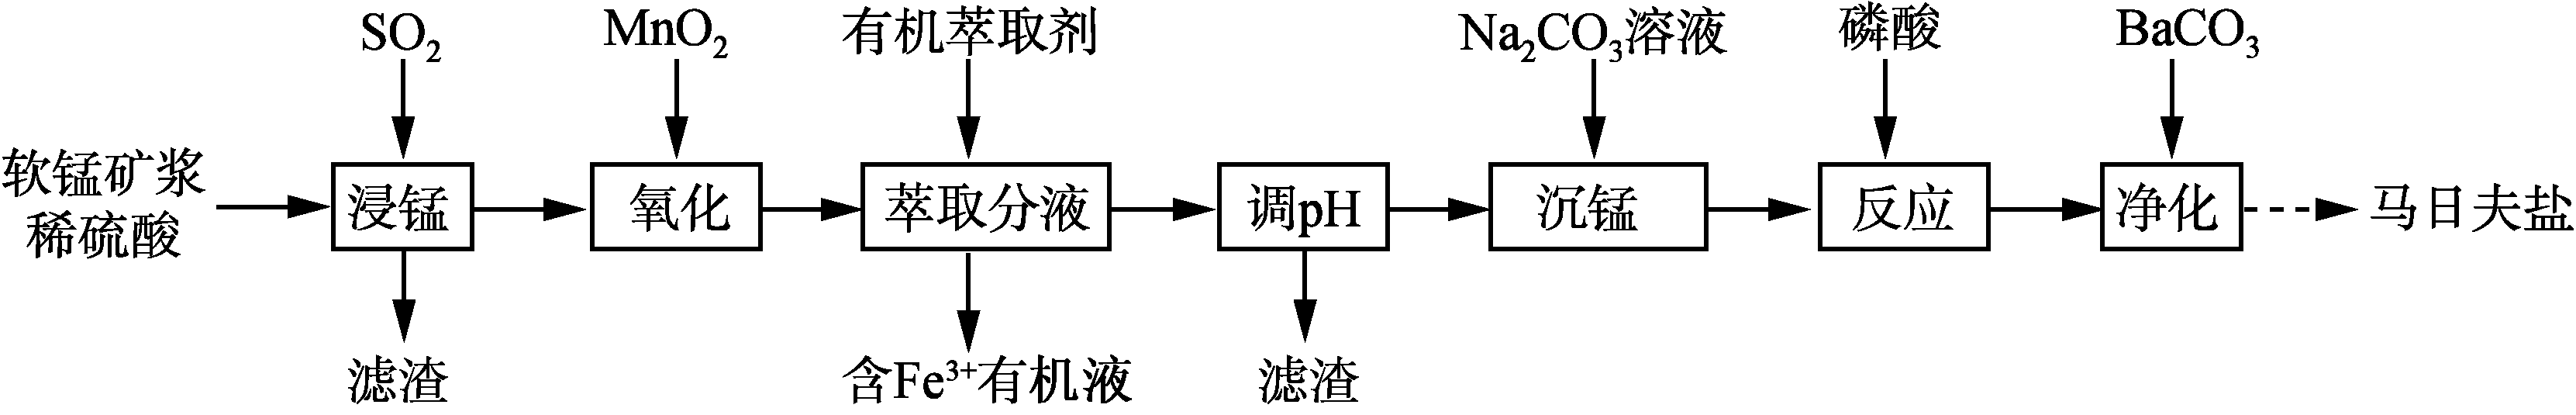 SO₂
MnO₂
有机萃取剂
Na₂CO₃溶液
磷酸
BaCO₃
软锰矿浆
稀硫酸
浸锰
氧化
萃取分液
调pH
沉锰
反应
净化
马日夫盐
滤渣
含Fe³⁺有机液
滤渣